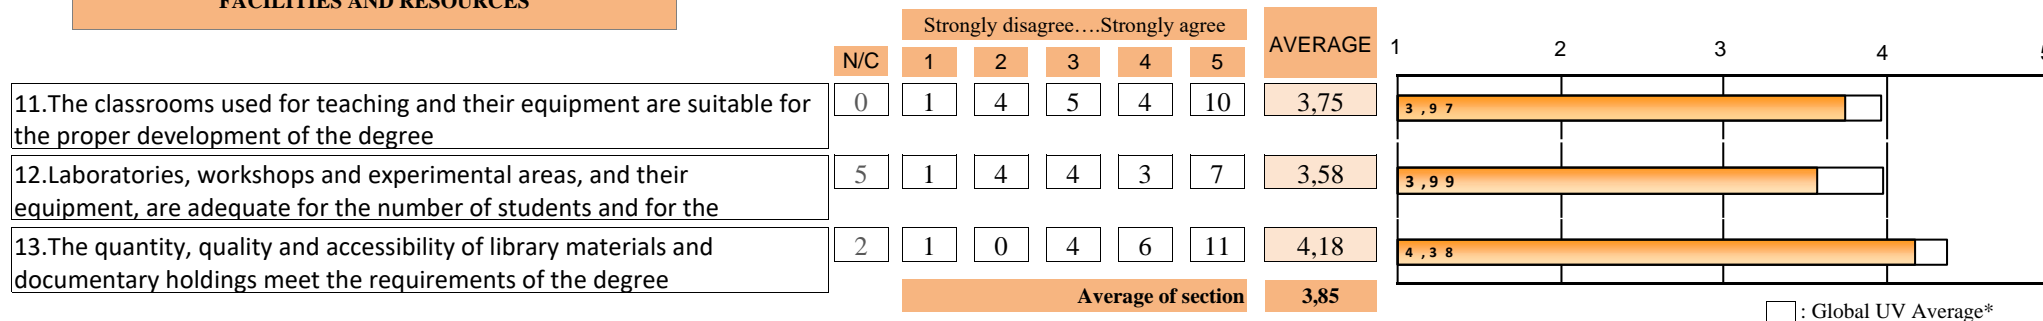 FACILITIES AND RESOURCES
Strongly disagree….Strongly agree
N/C 1 2 3 4 5 AVERAGE 1 2 3 4 5
11.The classrooms used for teaching and their equipment are suitable for 0 1 4 5 4 10 3,75 3,97
the proper development of the degree
12.Laboratories, workshops and experimental areas, and their 5 1 4 4 3 7 3,58 3,99
equipment, are adequate for the number of students and for the
13.The quantity, quality and accessibility of library materials and 2 1 0 4 6 11 4,18 4,38
documentary holdings meet the requirements of the degree
Average of section 3,85
: Global UV Average*